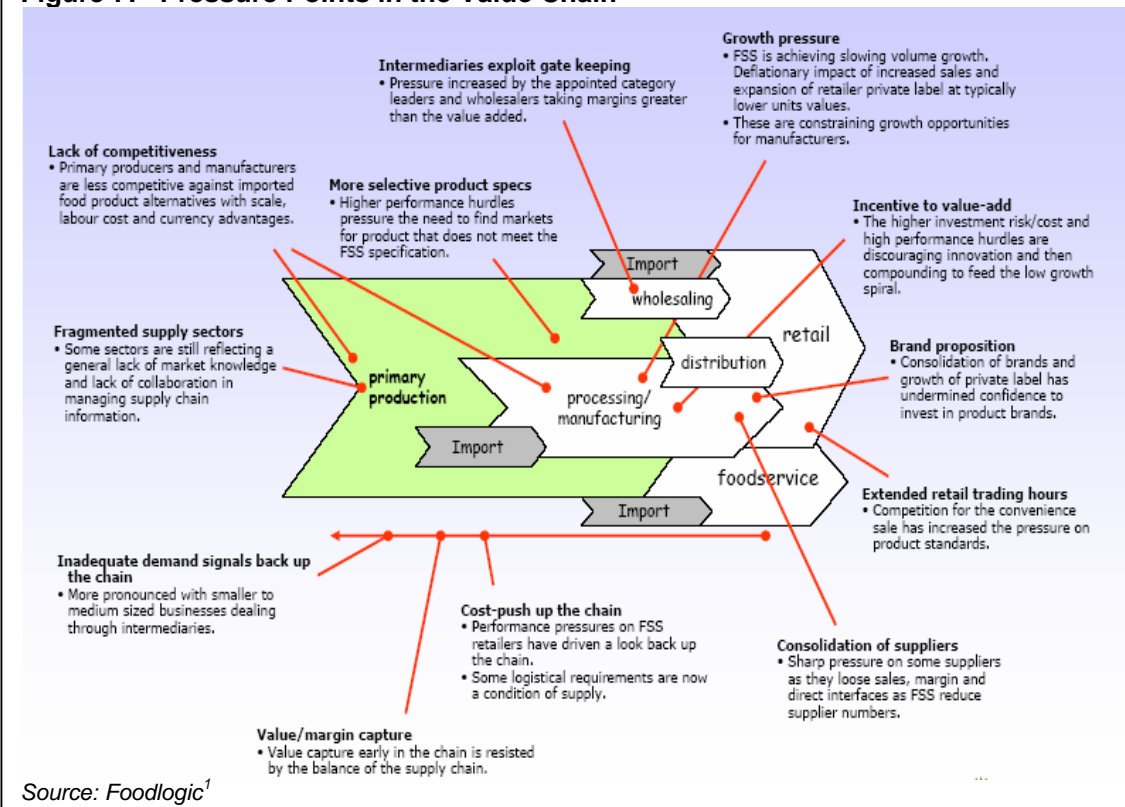 Intermediaries exploit gate keeping
• Pressure increased by the appointed category
leaders and wholesalers taking margins greater
than the value added.
Growth pressure
• FSS is achieving slowing volume growth.
Deflationary impact of increased sales and
expansion of retailer private label at typically
lower units values.
• These are constraining growth opportunities
for manufacturers.
Lack of competitiveness
• Primary producers and manufacturers
are less competitive against imported
food product alternatives with scale,
labour cost and currency advantages.
More selective product specs
• Higher performance hurdles
pressure the need to find markets
for product that does not meet the
FSS specification.
Incentive to value-add
• The higher investment risk/cost and
high performance hurdles are
discouraging innovation and then
compounding to feed the low growth
spiral.
Fragmented supply sectors
• Some sectors are still reflecting a
general lack of market knowledge
and lack of collaboration in
managing supply chain
information.
Import
wholesaling
retail
distribution
primary
production
processing/
manufacturing
Import
foodservice
Import
Brand proposition
• Consolidation of brands and
growth of private label has
undermined confidence to
invest in product brands.
Extended retail trading hours
• Competition for the convenience
sale has increased the pressure on
product standards.
Inadequate demand signals back up
the chain
• More pronounced with smaller to
medium sized businesses dealing
through intermediaries.
Cost-push up the chain
• Performance pressures on FSS
retailers have driven a look back up
the chain.
• Some logistical requirements are now
a condition of supply.
Consolidation of suppliers
• Sharp pressure on some suppliers
as they loose sales, margin and
direct interfaces as FSS reduce
supplier numbers.
Value/margin capture
• Value capture early in the chain is resisted
by the balance of the supply chain.
Source: Foodlogic1